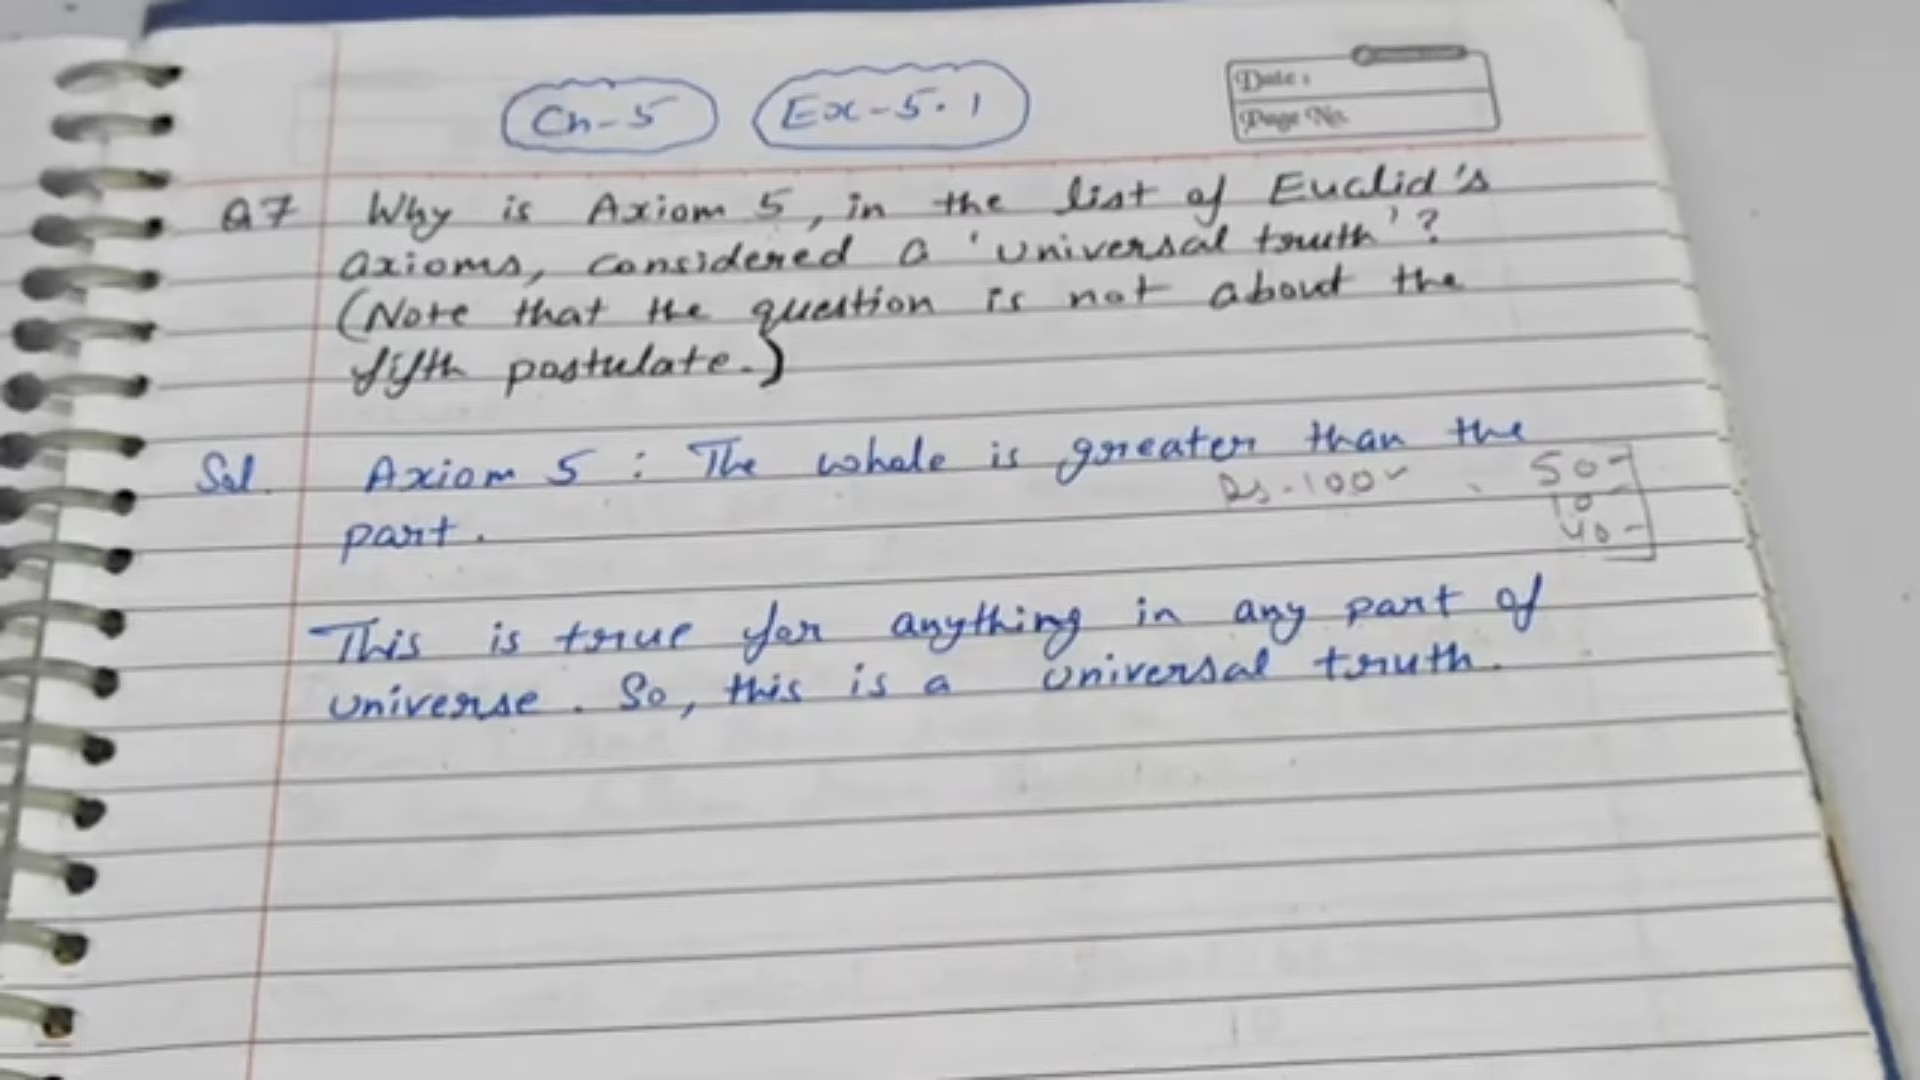 Ch-5 Ex-5.1
Date :
Page No.
Q7 Why is Axiom 5, in the list of Euclid's
axioms, considered a 'universal truth'?
(Note that the question is not about the
fifth postulate.)
Sol. Axiom 5 : The whole is greater than the
part.
Rs.100
50
10
40
This is true for anything in any part of
universe. So, this is a universal truth.